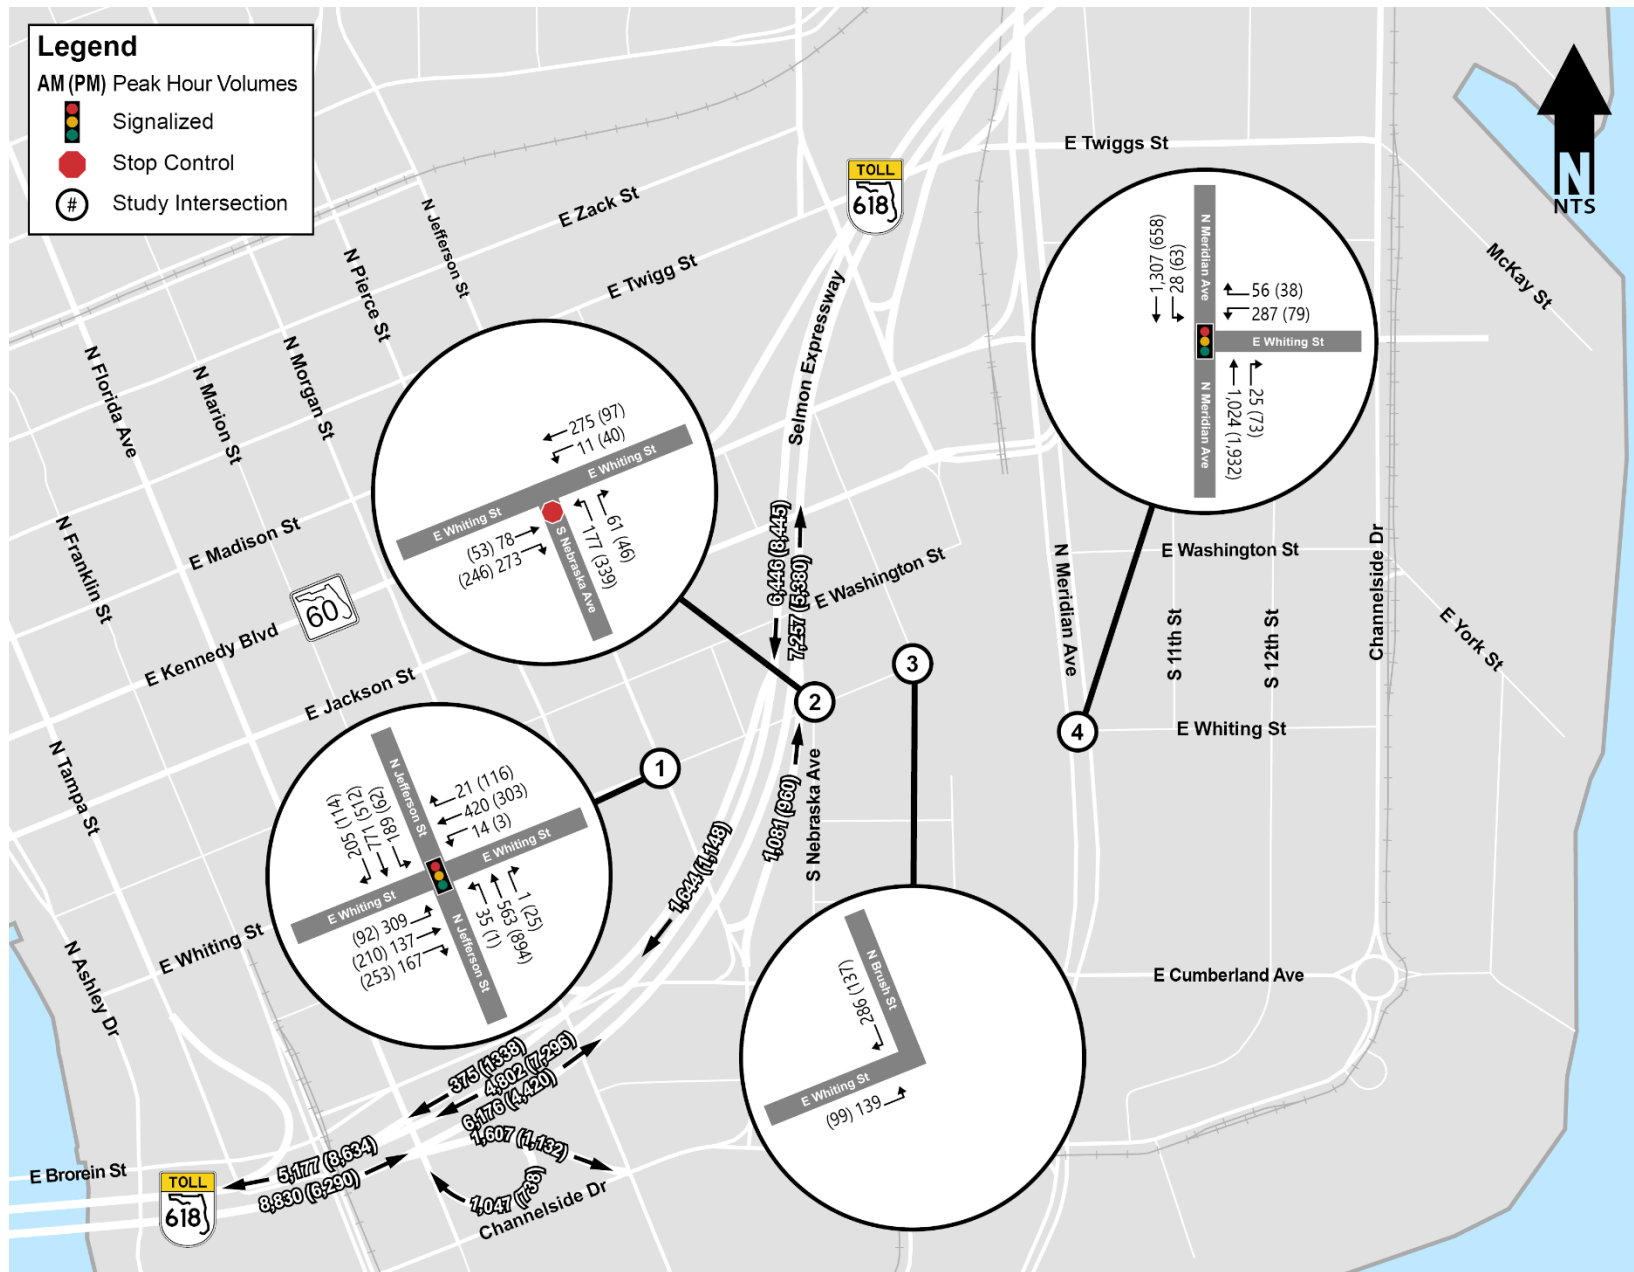 Legend
AM (PM) Peak Hour Volumes
Signalized
Stop Control
# Study Intersection
N
NTS
TOLL
618
E Twiggs St
McKay St
E Zack St
N Jefferson St
N Pierce St
E Twigg St
N Morgan St
N Marion St
N Florida Ave
Selmon Expressway
1,307 (658)
28 (63)
N Meridian Ave
56 (38)
287 (79)
E Whiting St
N Meridian Ave
1,024 (1,932)
25 (73)
275 (97)
11 (40)
E Whiting St
E Whiting St
(53) 78
(246) 273
S Nebraska Ave
177 (339)
61 (46)
N Franklin St
E Madison St
60
E Kennedy Blvd
E Jackson St
6,446 (8,445)
7,257 (5,380)
E Washington St
N Meridian Ave
E Washington St
S 11th St
S 12th St
Channelside Dr
E York St
3
2
4
E Whiting St
1
N Tampa St
N Jefferson St
205 (114)
771 (512)
189 (62)
21 (116)
420 (303)
14 (3)
E Whiting St
E Whiting St
(92) 309
(210) 137
(253) 167
N Jefferson St
35 (1)
563 (894)
1 (25)
1,081 (960)
S Nebraska Ave
1,644 (1,148)
E Whiting St
N Ashley Dr
E Cumberland Ave
N Brush St
286 (137)
E Whiting St
(99) 139
375 (1338)
4,802 (7,296)
6,176 (4,420)
1,607 (1,132)
5,177 (8,634)
8,830 (6,290)
1,047 (738)
Channelside Dr
E Brorein St
TOLL
618